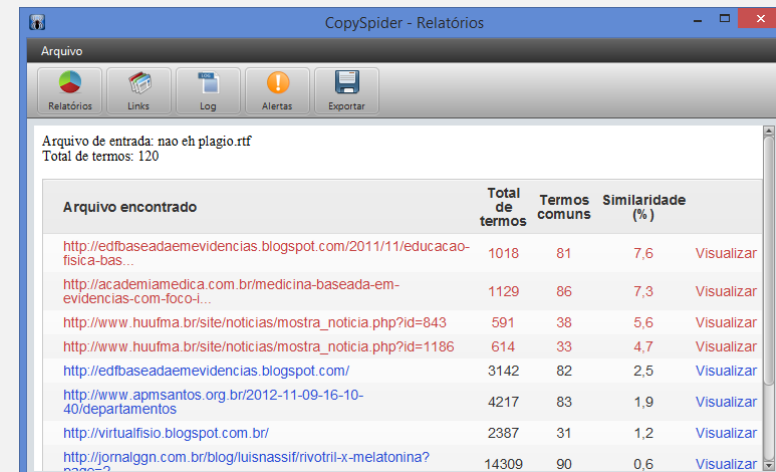 CopySpider - Relatórios
Arquivo
Relatórios Links Log Alertas Exportar
Arquivo de entrada: nao eh plagio.rtf
Total de termos: 120
Arquivo encontrado Total de termos Termos comuns Similaridade (%)
http://edfbaseadaemevidencias.blogspot.com/2011/11/educacao-
fisica-bas... 1018 81 7,6 Visualizar
http://academiamedica.com.br/medicina-baseada-em-
evidencias-com-foco-i... 1129 86 7,3 Visualizar
http://www.huufma.br/site/noticias/mostra_noticia.php?id=843 591 38 5,6 Visualizar
http://www.huufma.br/site/noticias/mostra_noticia.php?id=1186 614 33 4,7 Visualizar
http://edfbaseadaemevidencias.blogspot.com/ 3142 82 2,5 Visualizar
http://www.apmsantos.org.br/2012-11-09-16-10-
40/departamentos 4217 83 1,9 Visualizar
http://virtualfisio.blogspot.com.br/ 2387 31 1,2 Visualizar
http://jornalggn.com.br/blog/luisnassif/rivotril-x-melatonina?
14309 90 0,6 Visualizar